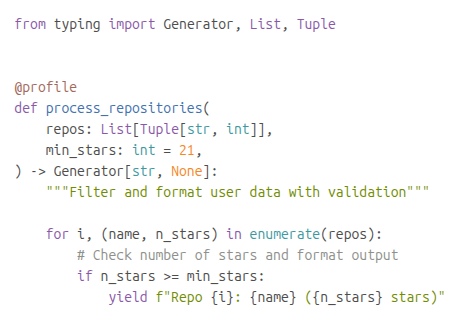 from typing import Generator, List, Tuple


@profile
def process_repositories(
    repos: List[Tuple[str, int]],
    min_stars: int = 21,
) -> Generator[str, None]:
    """Filter and format user data with validation"""

    for i, (name, n_stars) in enumerate(repos):
        # Check number of stars and format output
        if n_stars >= min_stars:
            yield f"Repo {i}: {name} ({n_stars} stars)"